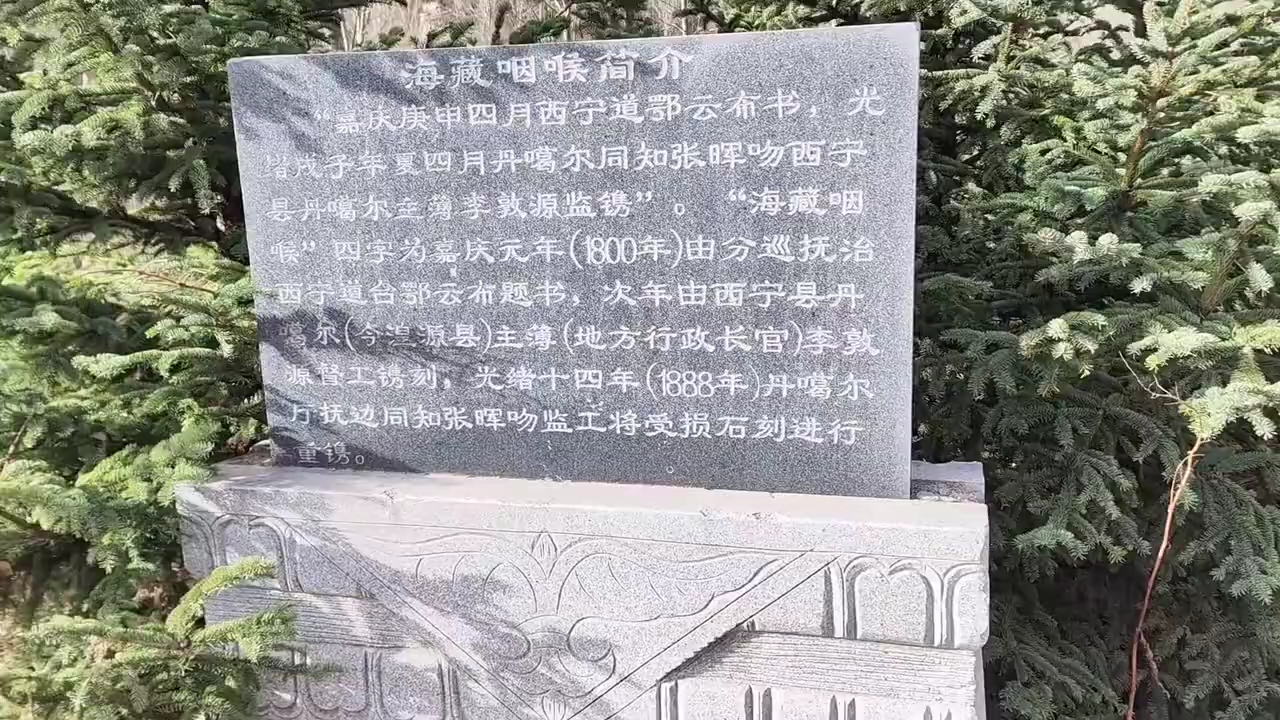 海藏咽喉简介
“嘉庆庚申四月西宁道鄂云布书，光
绪戊子年夏四月丹噶尔同知张晖吻西宁
县丹噶尔主薄李敦源监镌”。“海藏咽
喉”四字为嘉庆元年(1800年)由分巡抚治
西宁道台鄂云布题书，次年由西宁县丹
噶尔(今湟源县)主薄(地方行政长官)李敦
源督工镌刻，光绪十四年(1888年)丹噶尔
厅抚边同知张晖吻监工将受损石刻进行
重镌。